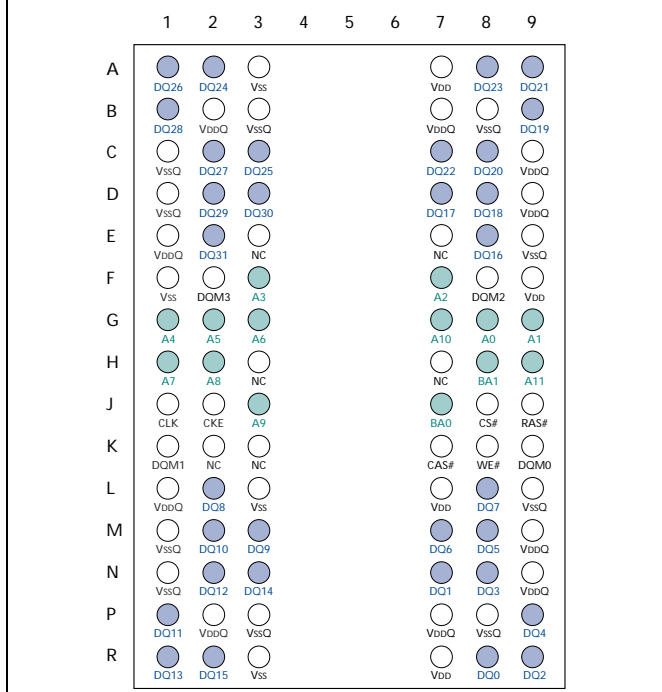 1 2 3 4 5 6 7 8 9
A
DQ26 DQ24 Vss VDD DQ23 DQ21
B
DQ28 VDDQ VssQ VDDQ VssQ DQ19
C
VssQ DQ27 DQ25 DQ22 DQ20 VDDQ
D
VssQ DQ29 DQ30 DQ17 DQ18 VDDQ
E
VDDQ DQ31 NC NC DQ16 VssQ
F
Vss DQM3 A3 A2 DQM2 VDD
G
A4 A5 A6 A10 A0 A1
H
A7 A8 NC NC BA1 A11
J
CLK CKE A9 BA0 CS# RAS#
K
DQM1 NC NC CAS# WE# DQM0
L
VDDQ DQ8 Vss VDD DQ7 VssQ
M
VssQ DQ10 DQ9 DQ6 DQ5 VDDQ
N
VssQ DQ12 DQ14 DQ1 DQ3 VDDQ
P
DQ11 VDDQ VssQ VDDQ VssQ DQ4
R
DQ13 DQ15 Vss VDD DQ0 DQ2